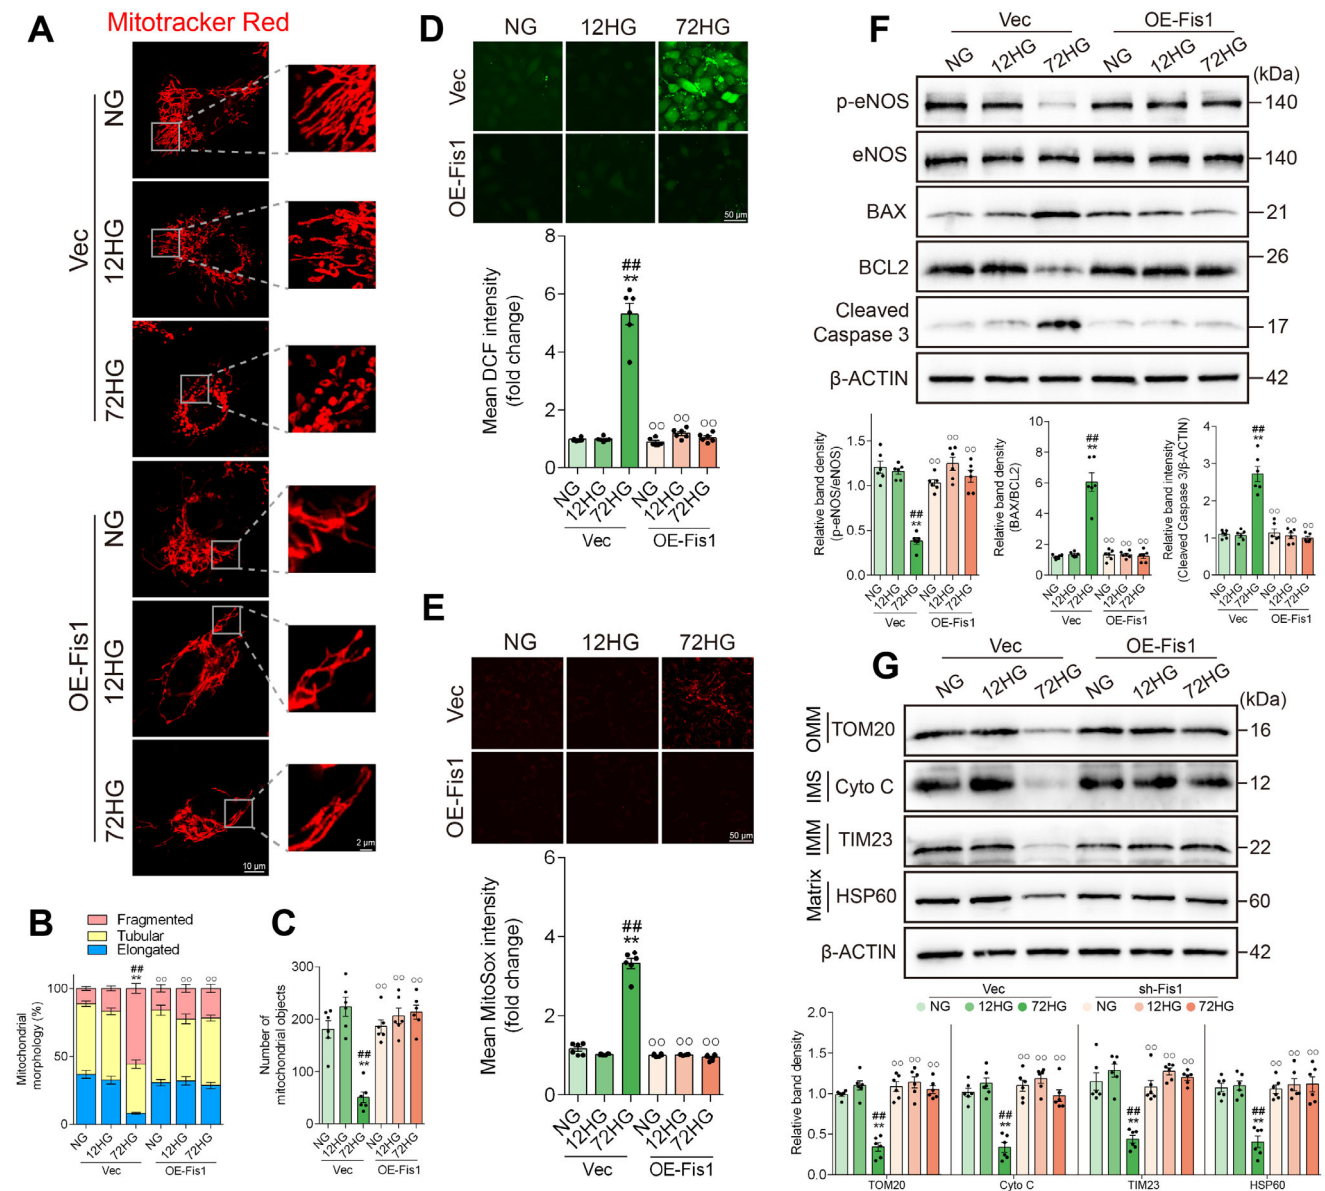 A
Mitotracker Red
Vec
NG
12HG
72HG
OE-Fis1
NG
12HG
72HG
10 μm
2 μm
B
Fragmented
Tubular
Elongated
Mitochondrial
morphology (%)
100
50
0
##
**
○○ ○○ ○○
NG 12HG 72HG NG 12HG 72HG
Vec OE-Fis1
C
Number of
mitochondrial objects
300
200
100
0
##
**
○○ ○○ ○○
NG 12HG 72HG NG 12HG 72HG
Vec OE-Fis1
D
NG 12HG 72HG
Vec
OE-Fis1
50 μm
Mean DCF intensity
(fold change)
8
6
4
2
0
##
**
○○ ○○ ○○
NG 12HG 72HG NG 12HG 72HG
Vec OE-Fis1
E
NG 12HG 72HG
Vec
OE-Fis1
50 μm
Mean MitoSox intensity
(fold change)
6
4
2
0
##
**
○○ ○○ ○○
NG 12HG 72HG NG 12HG 72HG
Vec OE-Fis1
F
Vec OE-Fis1
NG 12HG 72HG NG 12HG 72HG
(kDa)
p-eNOS 140
eNOS 140
BAX 21
BCL2 26
Cleaved
Caspase 3 17
β-ACTIN 42
Relative band density
(p-eNOS/eNOS)
1.5
1.0
0.5
0.0
##
**
○○ ○○ ○○
NG 12HG 72HG NG 12HG 72HG
Vec OE-Fis1
Relative band density
(BAX/BCL2)
10
8
6
4
2
0
##
**
○○ ○○ ○○
NG 12HG 72HG NG 12HG 72HG
Vec OE-Fis1
Relative band intensity
(Cleaved Caspase 3/β-ACTIN)
4
3
2
1
0
##
**
○○ ○○ ○○
NG 12HG 72HG NG 12HG 72HG
Vec OE-Fis1
G
Vec OE-Fis1
NG 12HG 72HG NG 12HG 72HG
(kDa)
OMM TOM20 16
IMS Cyto C 12
IMM TIM23 22
Matrix HSP60 60
β-ACTIN 42
Vec sh-Fis1
NG 12HG 72HG NG 12HG 72HG
Relative band density
2.0
1.5
1.0
0.5
0.0
##
**
○○ ○○ ○○
##
**
○○ ○○ ○○
##
**
○○ ○○ ○○
##
**
○○ ○○ ○○
TOM20 Cyto C TIM23 HSP60